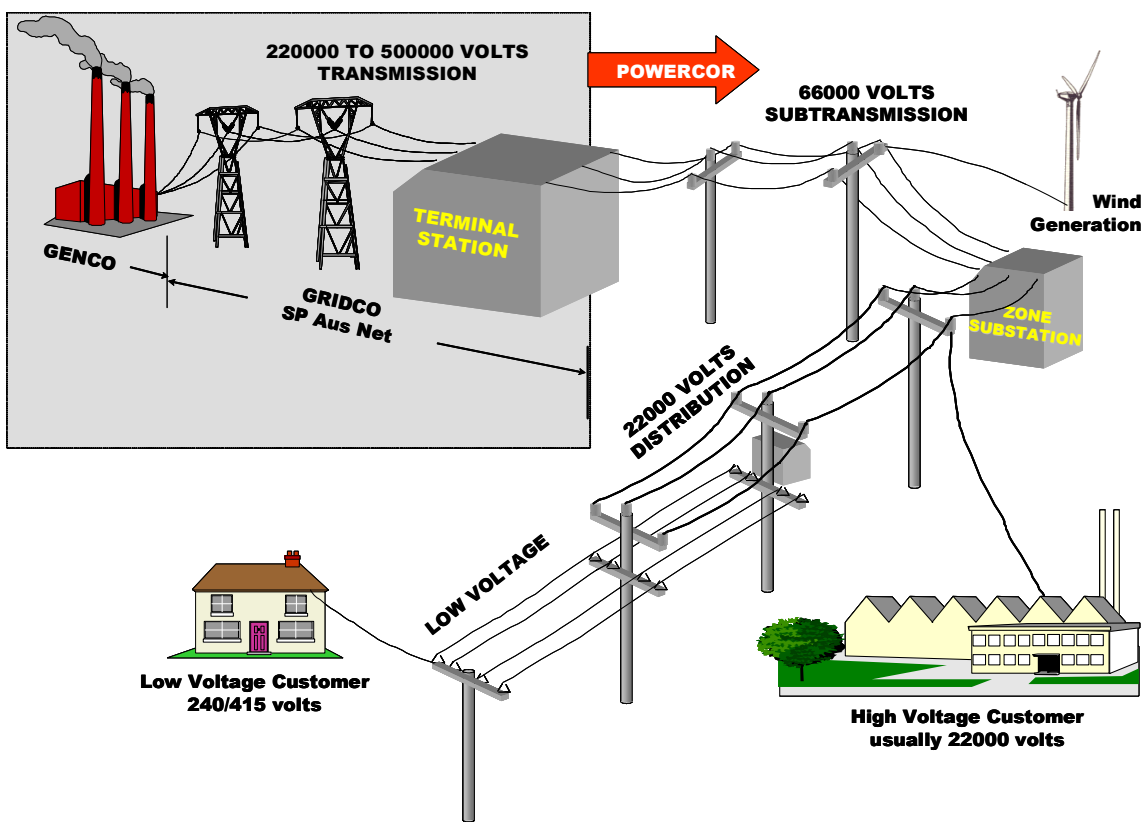 220000 TO 500000 VOLTS
TRANSMISSION
POWERCOR
66000 VOLTS
SUBTRANSMISSION
Wind
Generation
TERMINAL
STATION
GENCO
GRIDCO
SP Aus Net
ZONE
SUBSTATION
22000 VOLTS
DISTRIBUTION
LOW VOLTAGE
Low Voltage Customer
240/415 volts
High Voltage Customer
usually 22000 volts